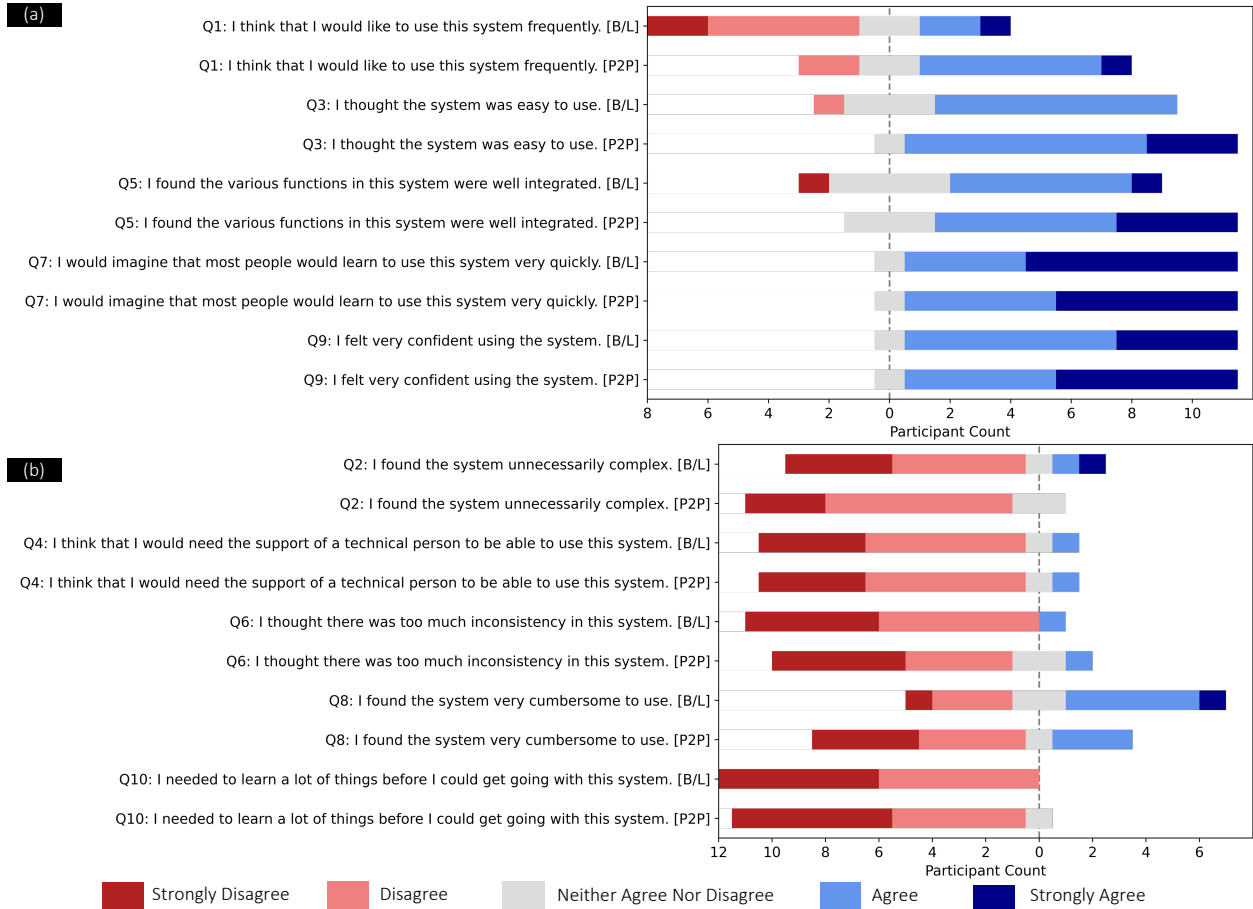 (a)
Q1: I think that I would like to use this system frequently. [B/L]
Q1: I think that I would like to use this system frequently. [P2P]
Q3: I thought the system was easy to use. [B/L]
Q3: I thought the system was easy to use. [P2P]
Q5: I found the various functions in this system were well integrated. [B/L]
Q5: I found the various functions in this system were well integrated. [P2P]
Q7: I would imagine that most people would learn to use this system very quickly. [B/L]
Q7: I would imagine that most people would learn to use this system very quickly. [P2P]
Q9: I felt very confident using the system. [B/L]
Q9: I felt very confident using the system. [P2P]
8 6 4 2 0 2 4 6 8 10
Participant Count
(b)
Q2: I found the system unnecessarily complex. [B/L]
Q2: I found the system unnecessarily complex. [P2P]
Q4: I think that I would need the support of a technical person to be able to use this system. [B/L]
Q4: I think that I would need the support of a technical person to be able to use this system. [P2P]
Q6: I thought there was too much inconsistency in this system. [B/L]
Q6: I thought there was too much inconsistency in this system. [P2P]
Q8: I found the system very cumbersome to use. [B/L]
Q8: I found the system very cumbersome to use. [P2P]
Q10: I needed to learn a lot of things before I could get going with this system. [B/L]
Q10: I needed to learn a lot of things before I could get going with this system. [P2P]
12 10 8 6 4 2 0 2 4 6
Participant Count
Strongly Disagree Disagree Neither Agree Nor Disagree Agree Strongly Agree